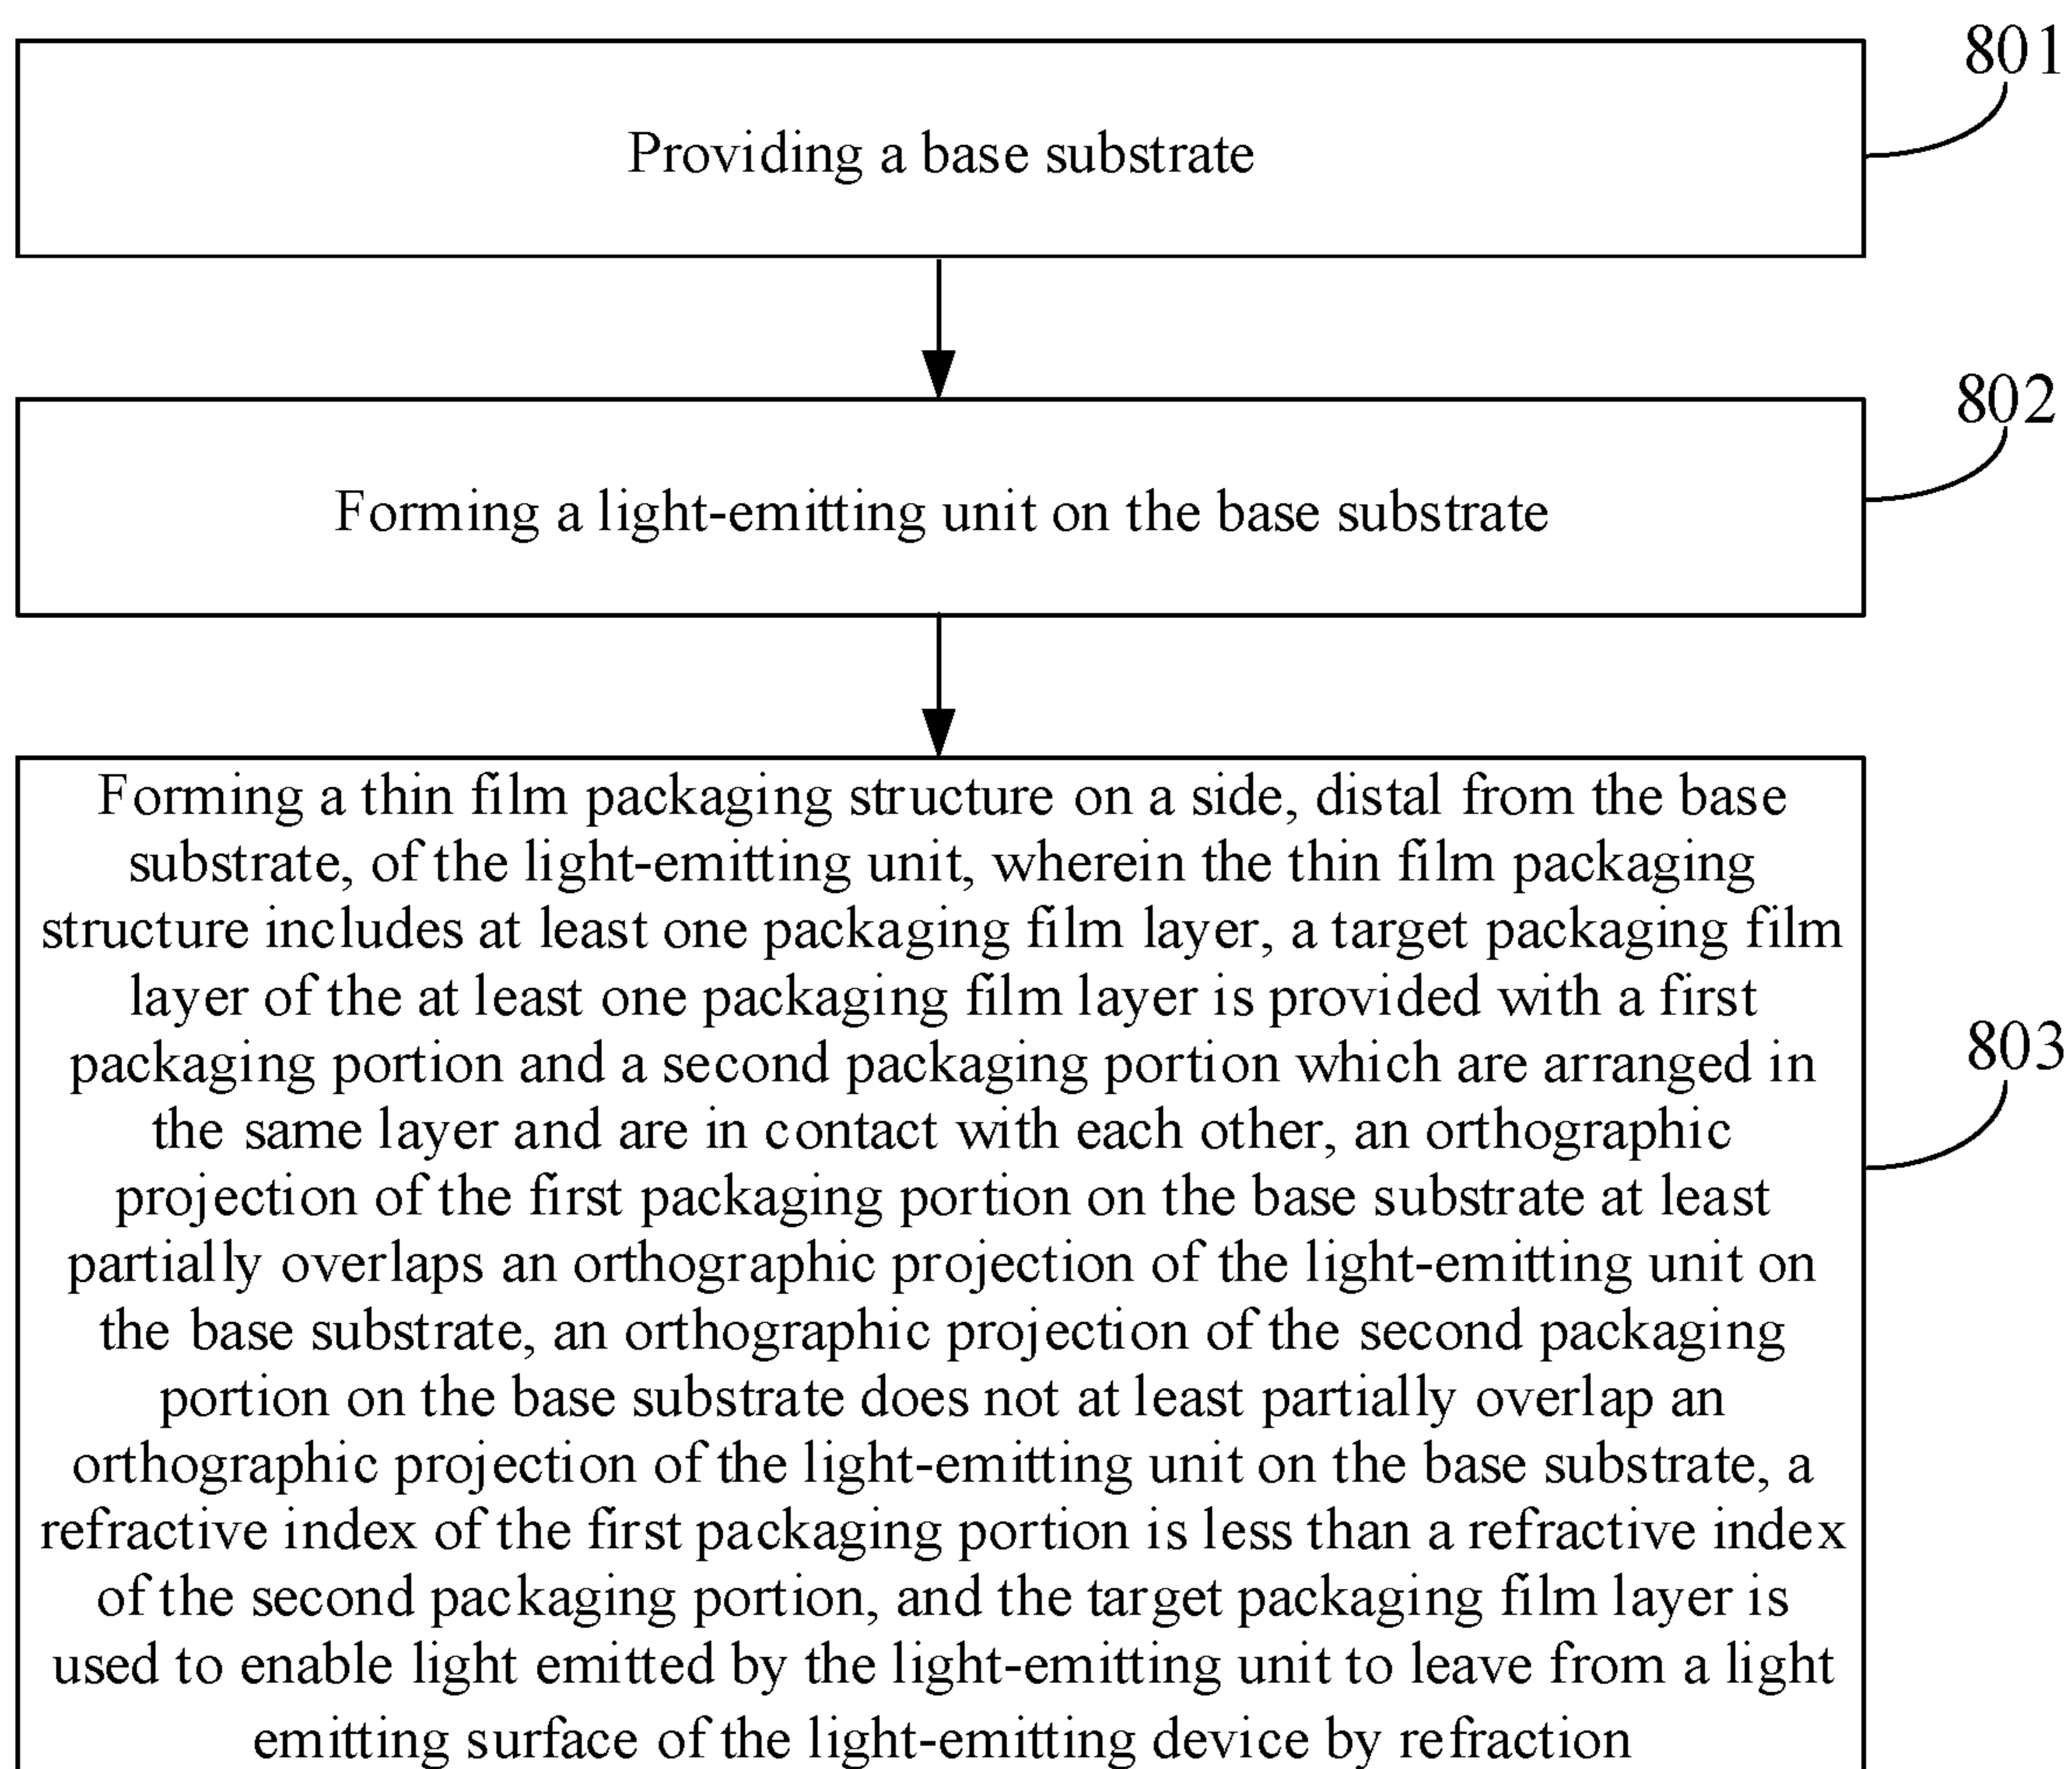 801
Providing a base substrate
802
Forming a light-emitting unit on the base substrate
Forming a thin film packaging structure on a side, distal from the base
substrate, of the light-emitting unit, wherein the thin film packaging
structure includes at least one packaging film layer, a target packaging film
layer of the at least one packaging film layer is provided with a first
packaging portion and a second packaging portion which are arranged in
the same layer and are in contact with each other, an orthographic
projection of the first packaging portion on the base substrate at least
partially overlaps an orthographic projection of the light-emitting unit on
the base substrate, an orthographic projection of the second packaging
portion on the base substrate does not at least partially overlap an
orthographic projection of the light-emitting unit on the base substrate, a
refractive index of the first packaging portion is less than a refractive index
of the second packaging portion, and the target packaging film layer is
used to enable light emitted by the light-emitting unit to leave from a light
emitting surface of the light-emitting device by refraction
803